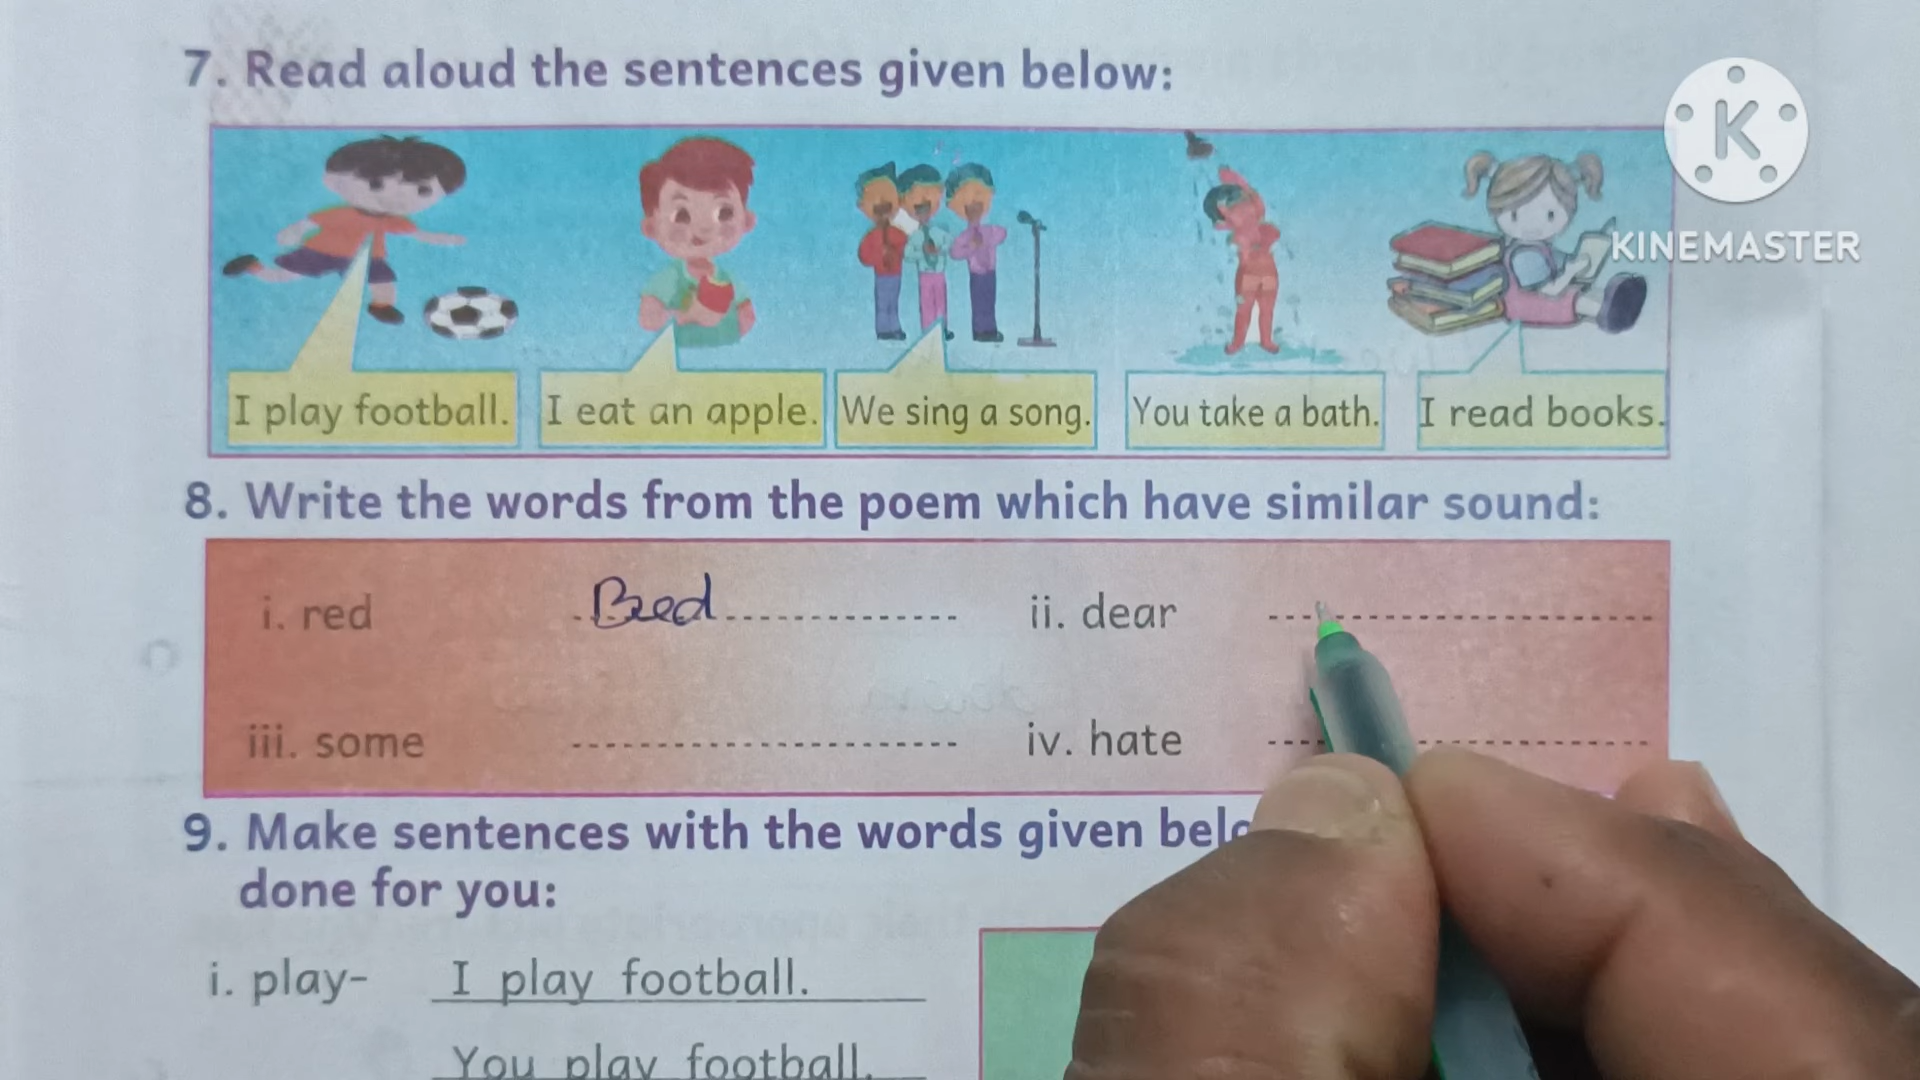 7. Read aloud the sentences given below:
K
KINEMASTER
I play football. I eat an apple. We sing a song. You take a bath. I read books.
8. Write the words from the poem which have similar sound:
i. red Bed ii. dear
iii. some iv. hate
9. Make sentences with the words given
done for you:
i. play- I play football.
You play football.